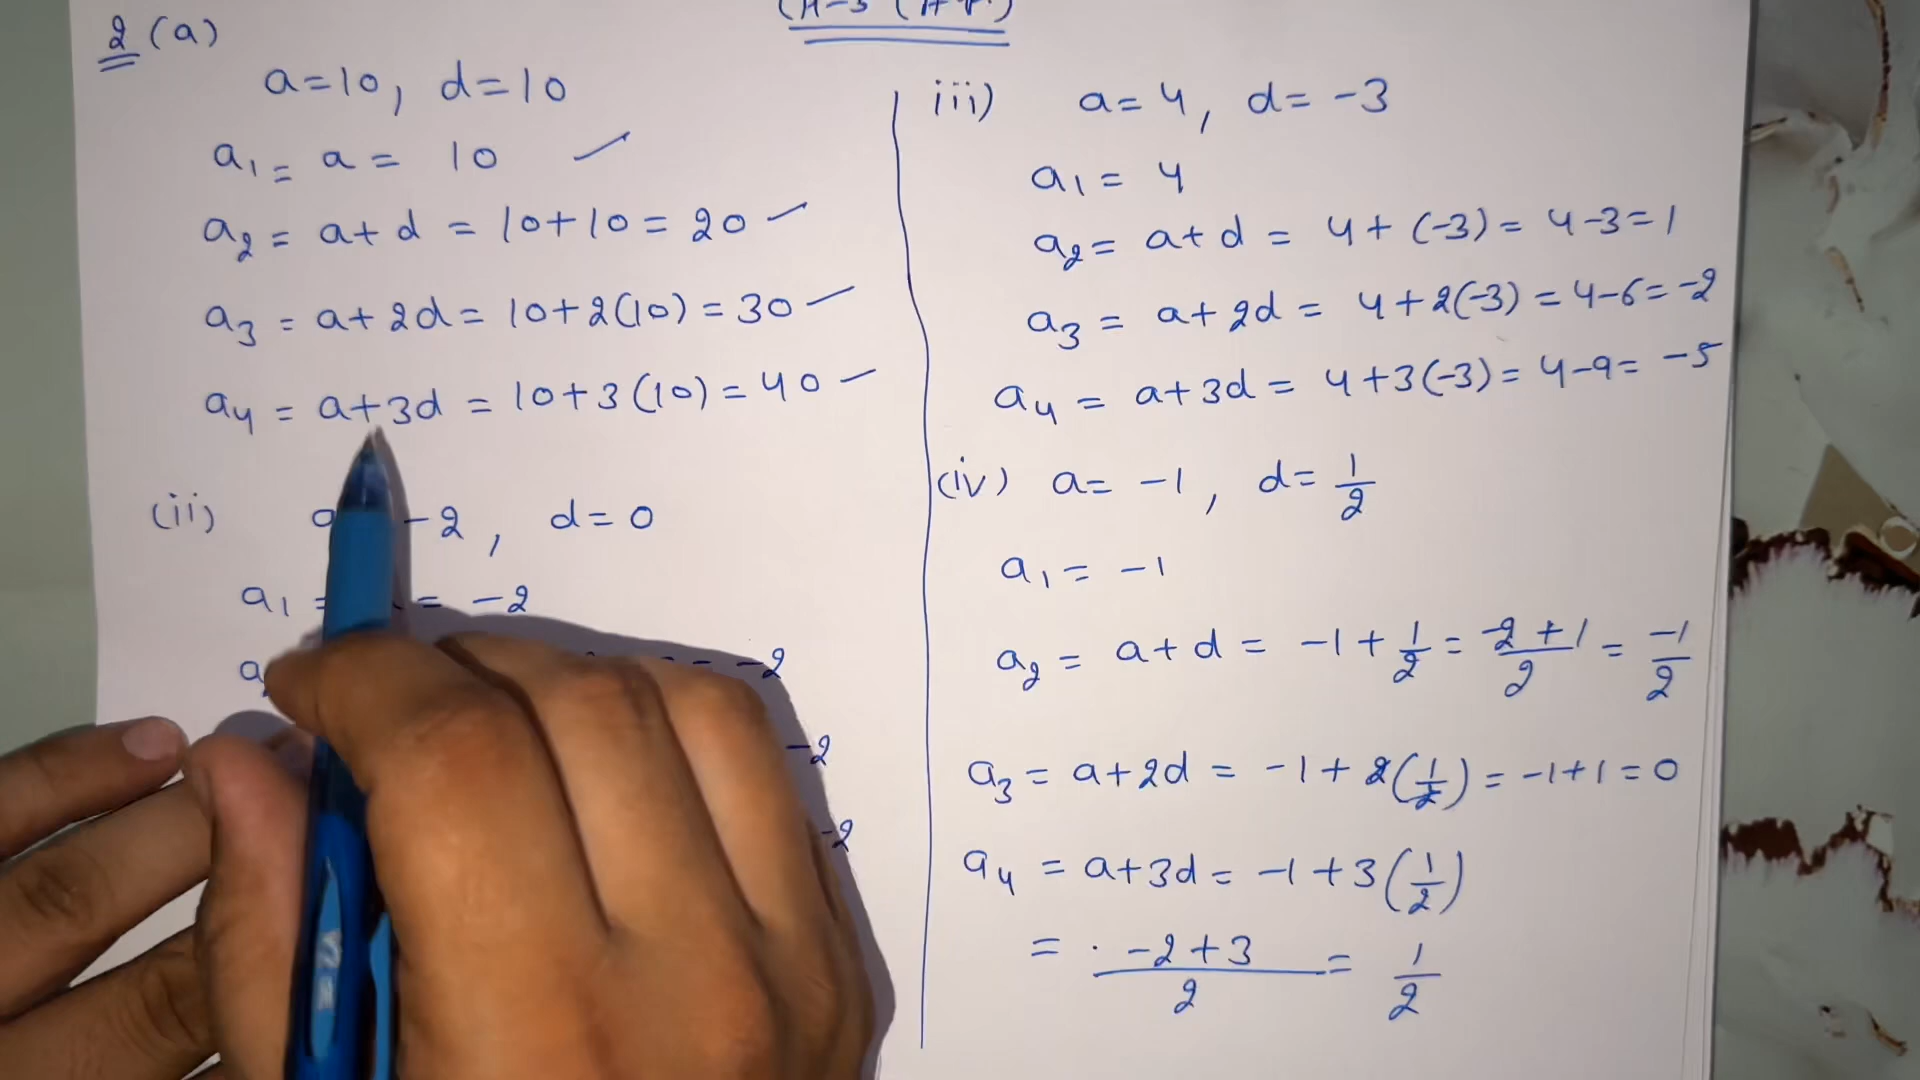 2 (a)
a=10, d=10
a₁ = a = 10
a₂ = a+d = 10+10 = 20
a₃ = a+2d = 10+2(10) = 30
a₄ = a+3d = 10+3(10) = 40
(ii) a -2, d=0
a₁ = = -2
a -2
-2
-2
iii) a=4, d=-3
a₁ = 4
a₂ = a+d = 4+(-3) = 4-3=1
a₃ = a+2d = 4+2(-3) = 4-6=-2
a₄ = a+3d = 4+3(-3) = 4-9= -5
(iv) a= -1, d= 1/2
a₁ = -1
a₂ = a+d = -1+1/2 = -2+1/2 = -1/2
a₃ = a+2d = -1+2(1/2) = -1+1=0
a₄ = a+3d = -1+3(1/2)
= -2+3/2 = 1/2